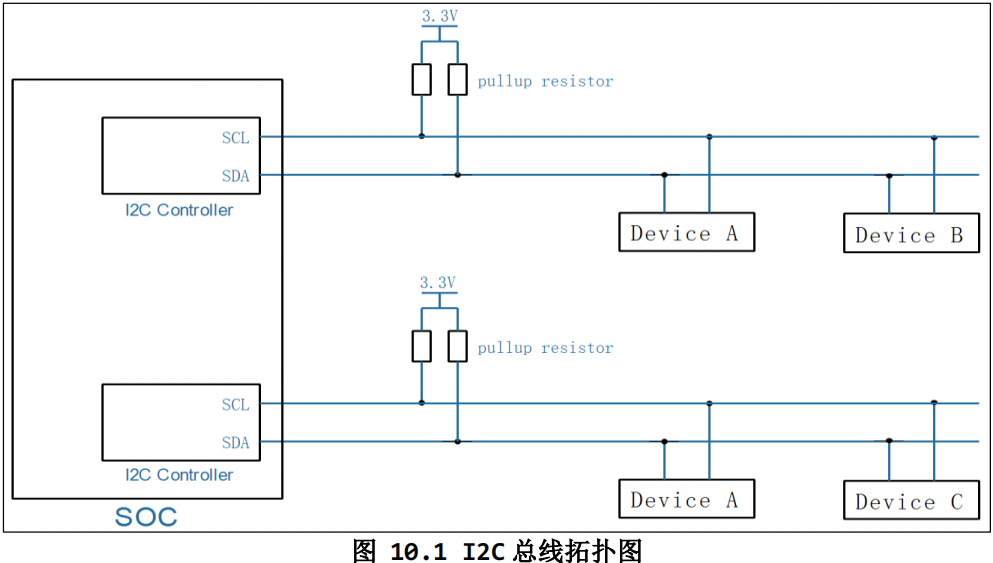 3.3V
pullup resistor
SCL
SDA
I2C Controller
Device A
Device B
3.3V
pullup resistor
SCL
SDA
I2C Controller
Device A
Device C
SOC
图 10.1 I2C 总线拓扑图